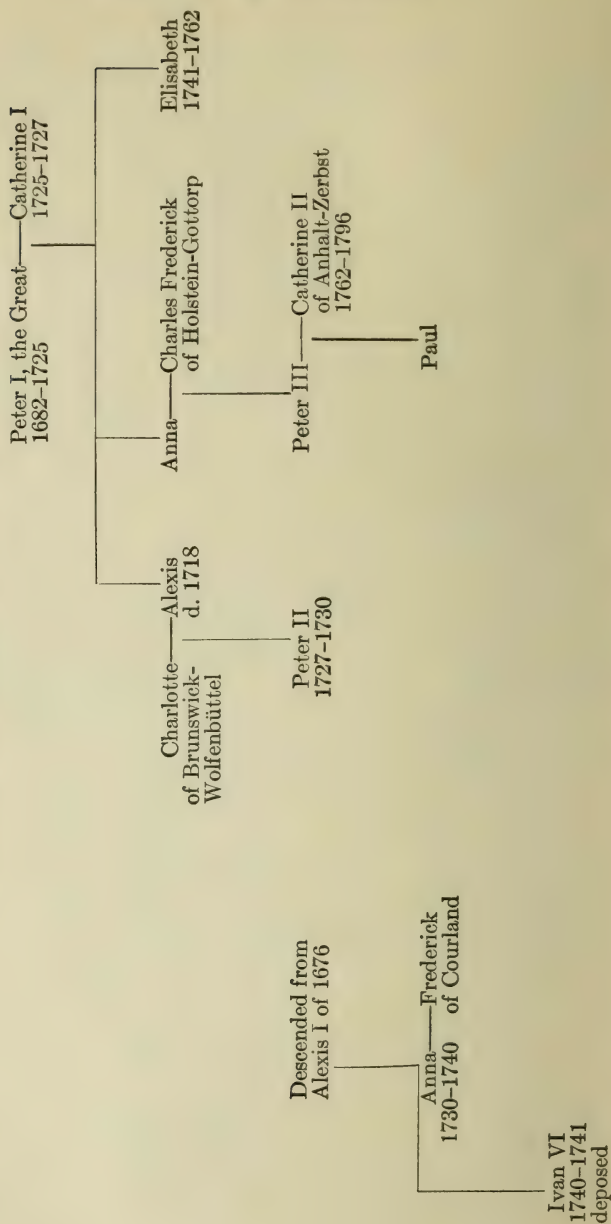 Peter I, the Great——Catherine I
1682–1725
1725–1727
Charlotte——Alexis
of Brunswick-
Wolfenbüttel
d. 1718
Anna——Charles Frederick
of Holstein-Gottorp
Elisabeth
1741–1762
Descended from
Alexis I of 1676
Peter II
1727–1730
Peter III——Catherine II
of Anhalt-Zerbst
1762–1796
Anna——Frederick
1730–1740
of Courland
Paul
Ivan VI
1740–1741
deposed